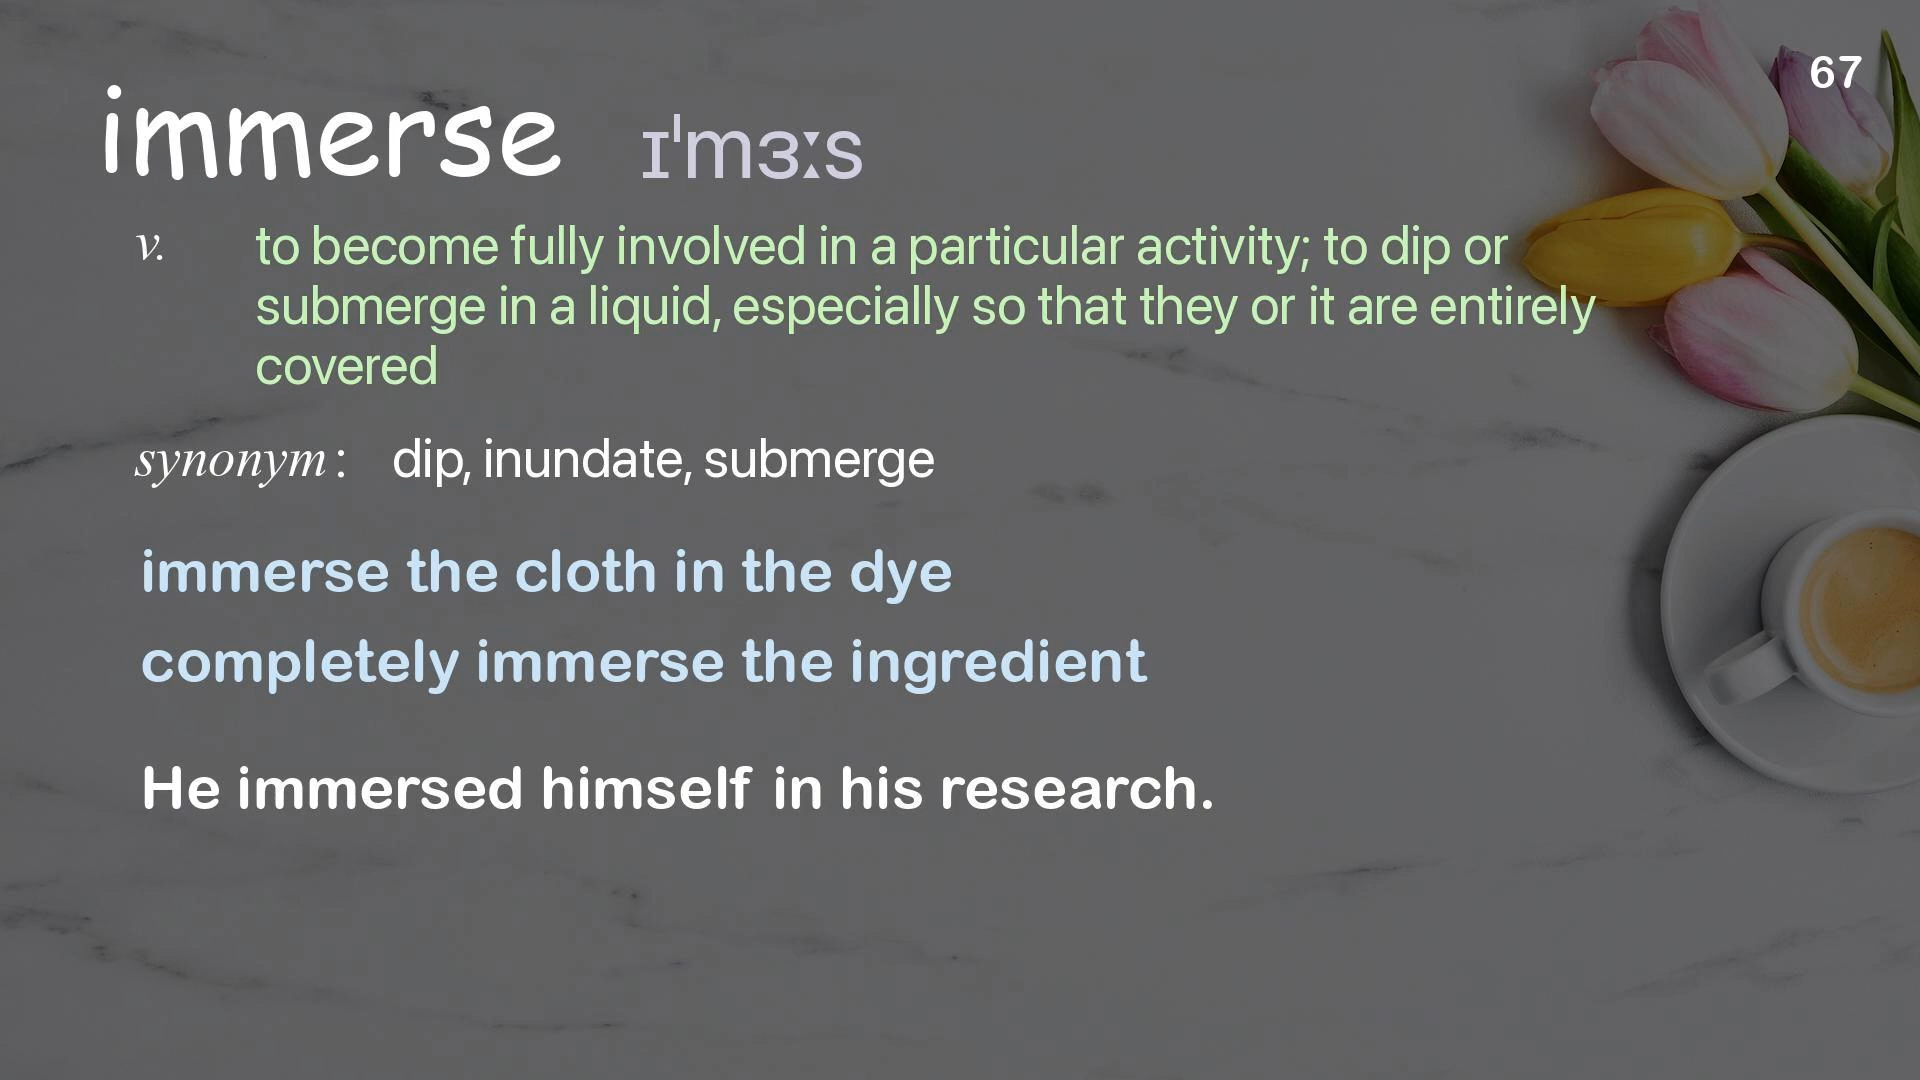 67
immerse ɪˈmɜːs
v. to become fully involved in a particular activity; to dip or
submerge in a liquid, especially so that they or it are entirely
covered
synonym: dip, inundate, submerge
immerse the cloth in the dye
completely immerse the ingredient
He immersed himself in his research.